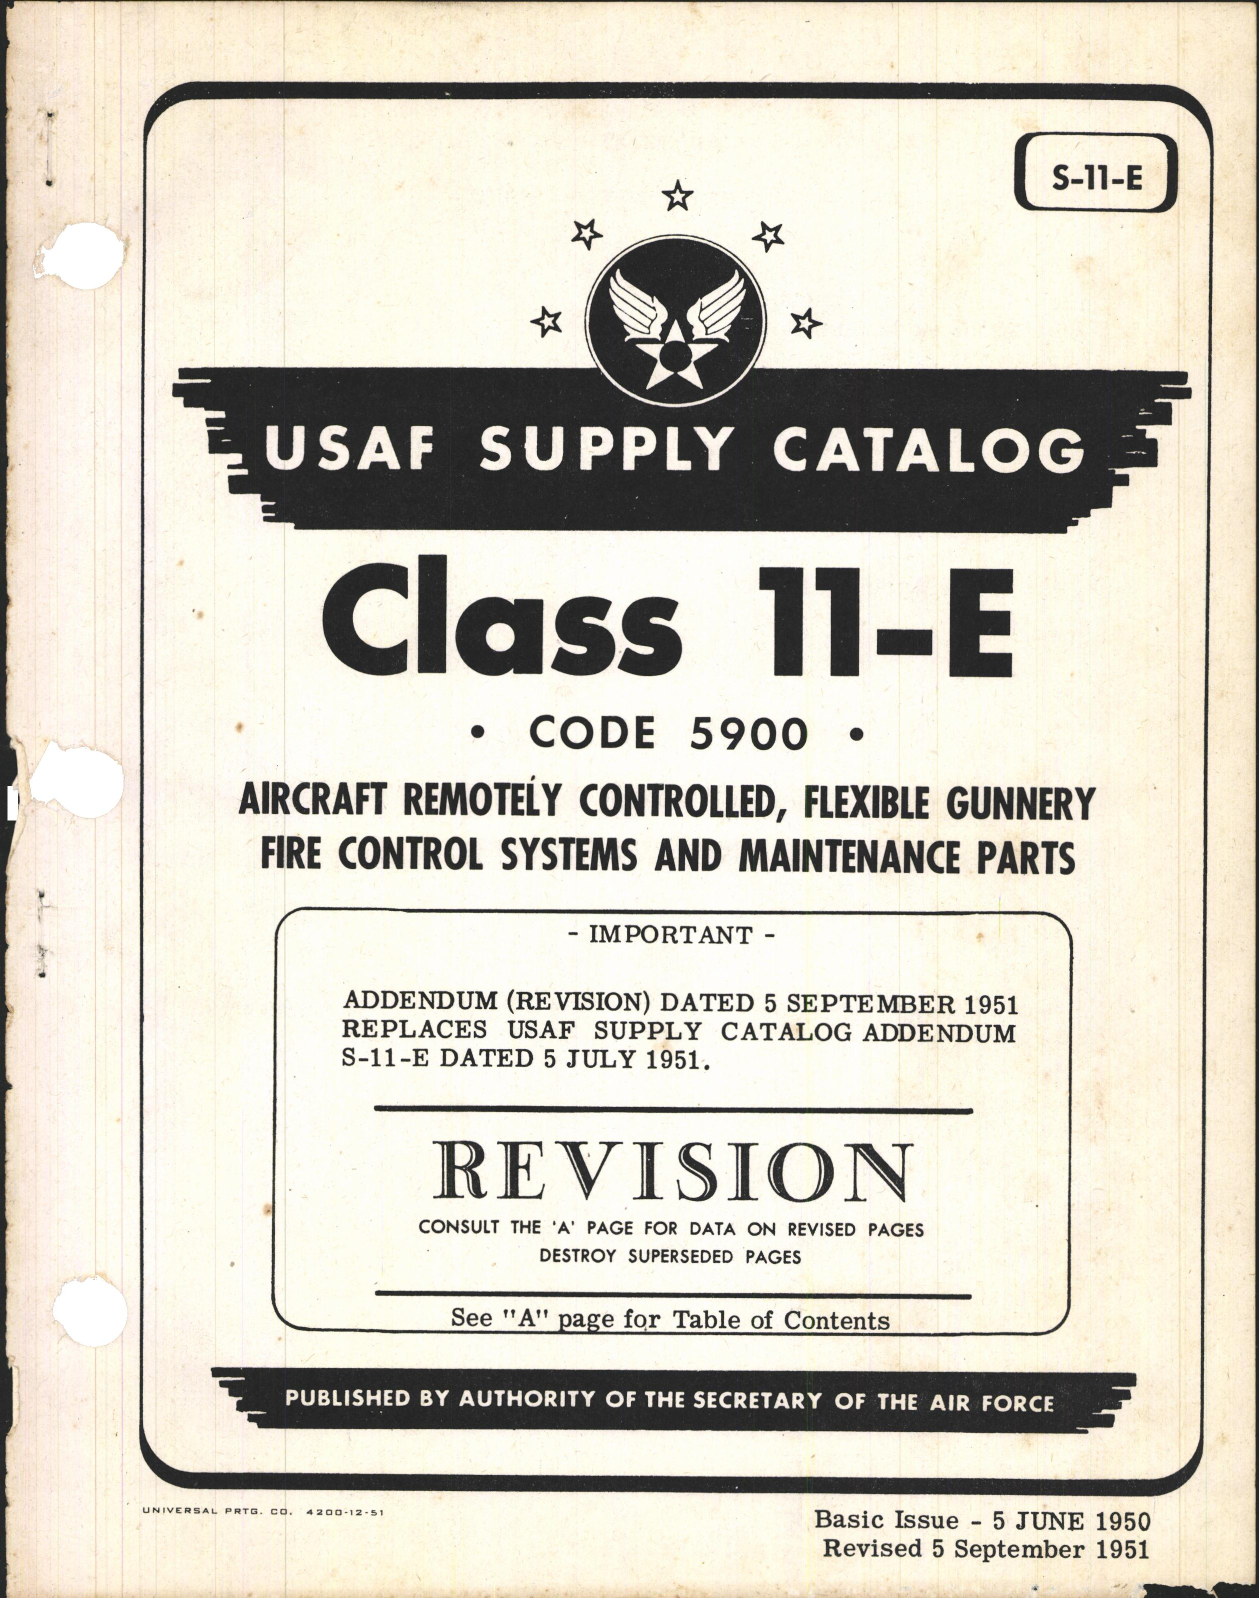 S-11-E
USAF SUPPLY CATALOG
Class 11-E
• CODE 5900 •
AIRCRAFT REMOTELY CONTROLLED, FLEXIBLE GUNNERY
FIRE CONTROL SYSTEMS AND MAINTENANCE PARTS
- IMPORTANT -
ADDENDUM (REVISION) DATED 5 SEPTEMBER 1951
REPLACES USAF SUPPLY CATALOG ADDENDUM
S-11-E DATED 5 JULY 1951.
REVISION
CONSULT THE 'A' PAGE FOR DATA ON REVISED PAGES
DESTROY SUPERSEDED PAGES
See "A" page for Table of Contents
PUBLISHED BY AUTHORITY OF THE SECRETARY OF THE AIR FORCE
UNIVERSAL PRTG. CO. 4200-12-51
Basic Issue - 5 JUNE 1950
Revised 5 September 1951